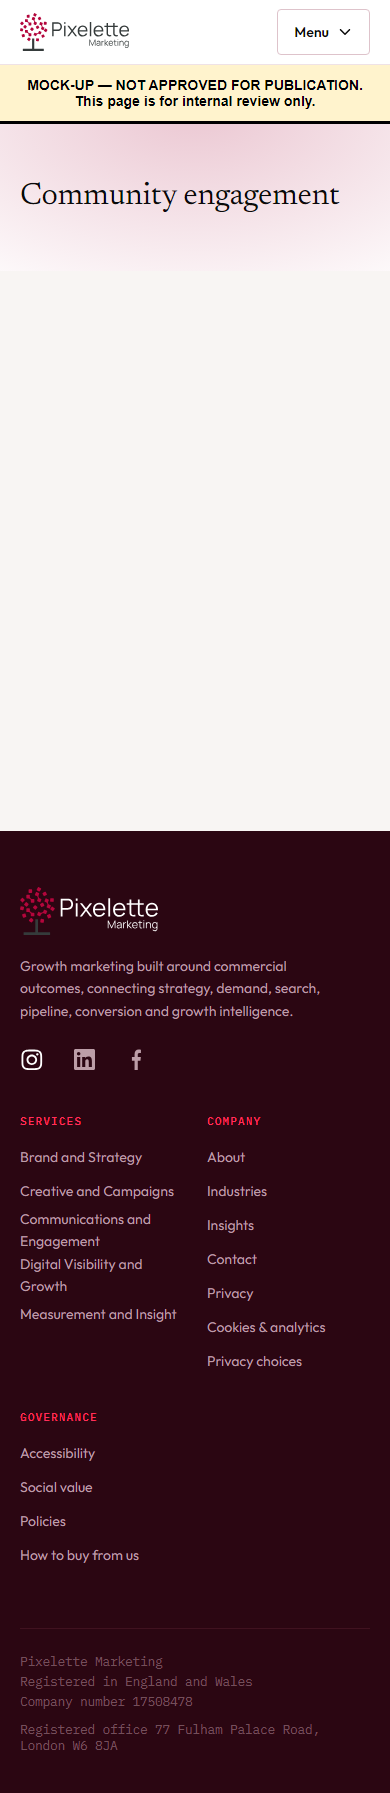 Pixelette
Marketing
Menu
MOCK-UP — NOT APPROVED FOR PUBLICATION.
This page is for internal review only.
Community engagement
Pixelette
Marketing
Growth marketing built around commercial
outcomes, connecting strategy, demand, search,
pipeline, conversion and growth intelligence.
SERVICES
Brand and Strategy
Creative and Campaigns
Communications and
Engagement
Digital Visibility and
Growth
Measurement and Insight
COMPANY
About
Industries
Insights
Contact
Privacy
Cookies & analytics
Privacy choices
GOVERNANCE
Accessibility
Social value
Policies
How to buy from us
Pixelette Marketing
Registered in England and Wales
Company number 17508478
Registered office 77 Fulham Palace Road,
London W6 8JA